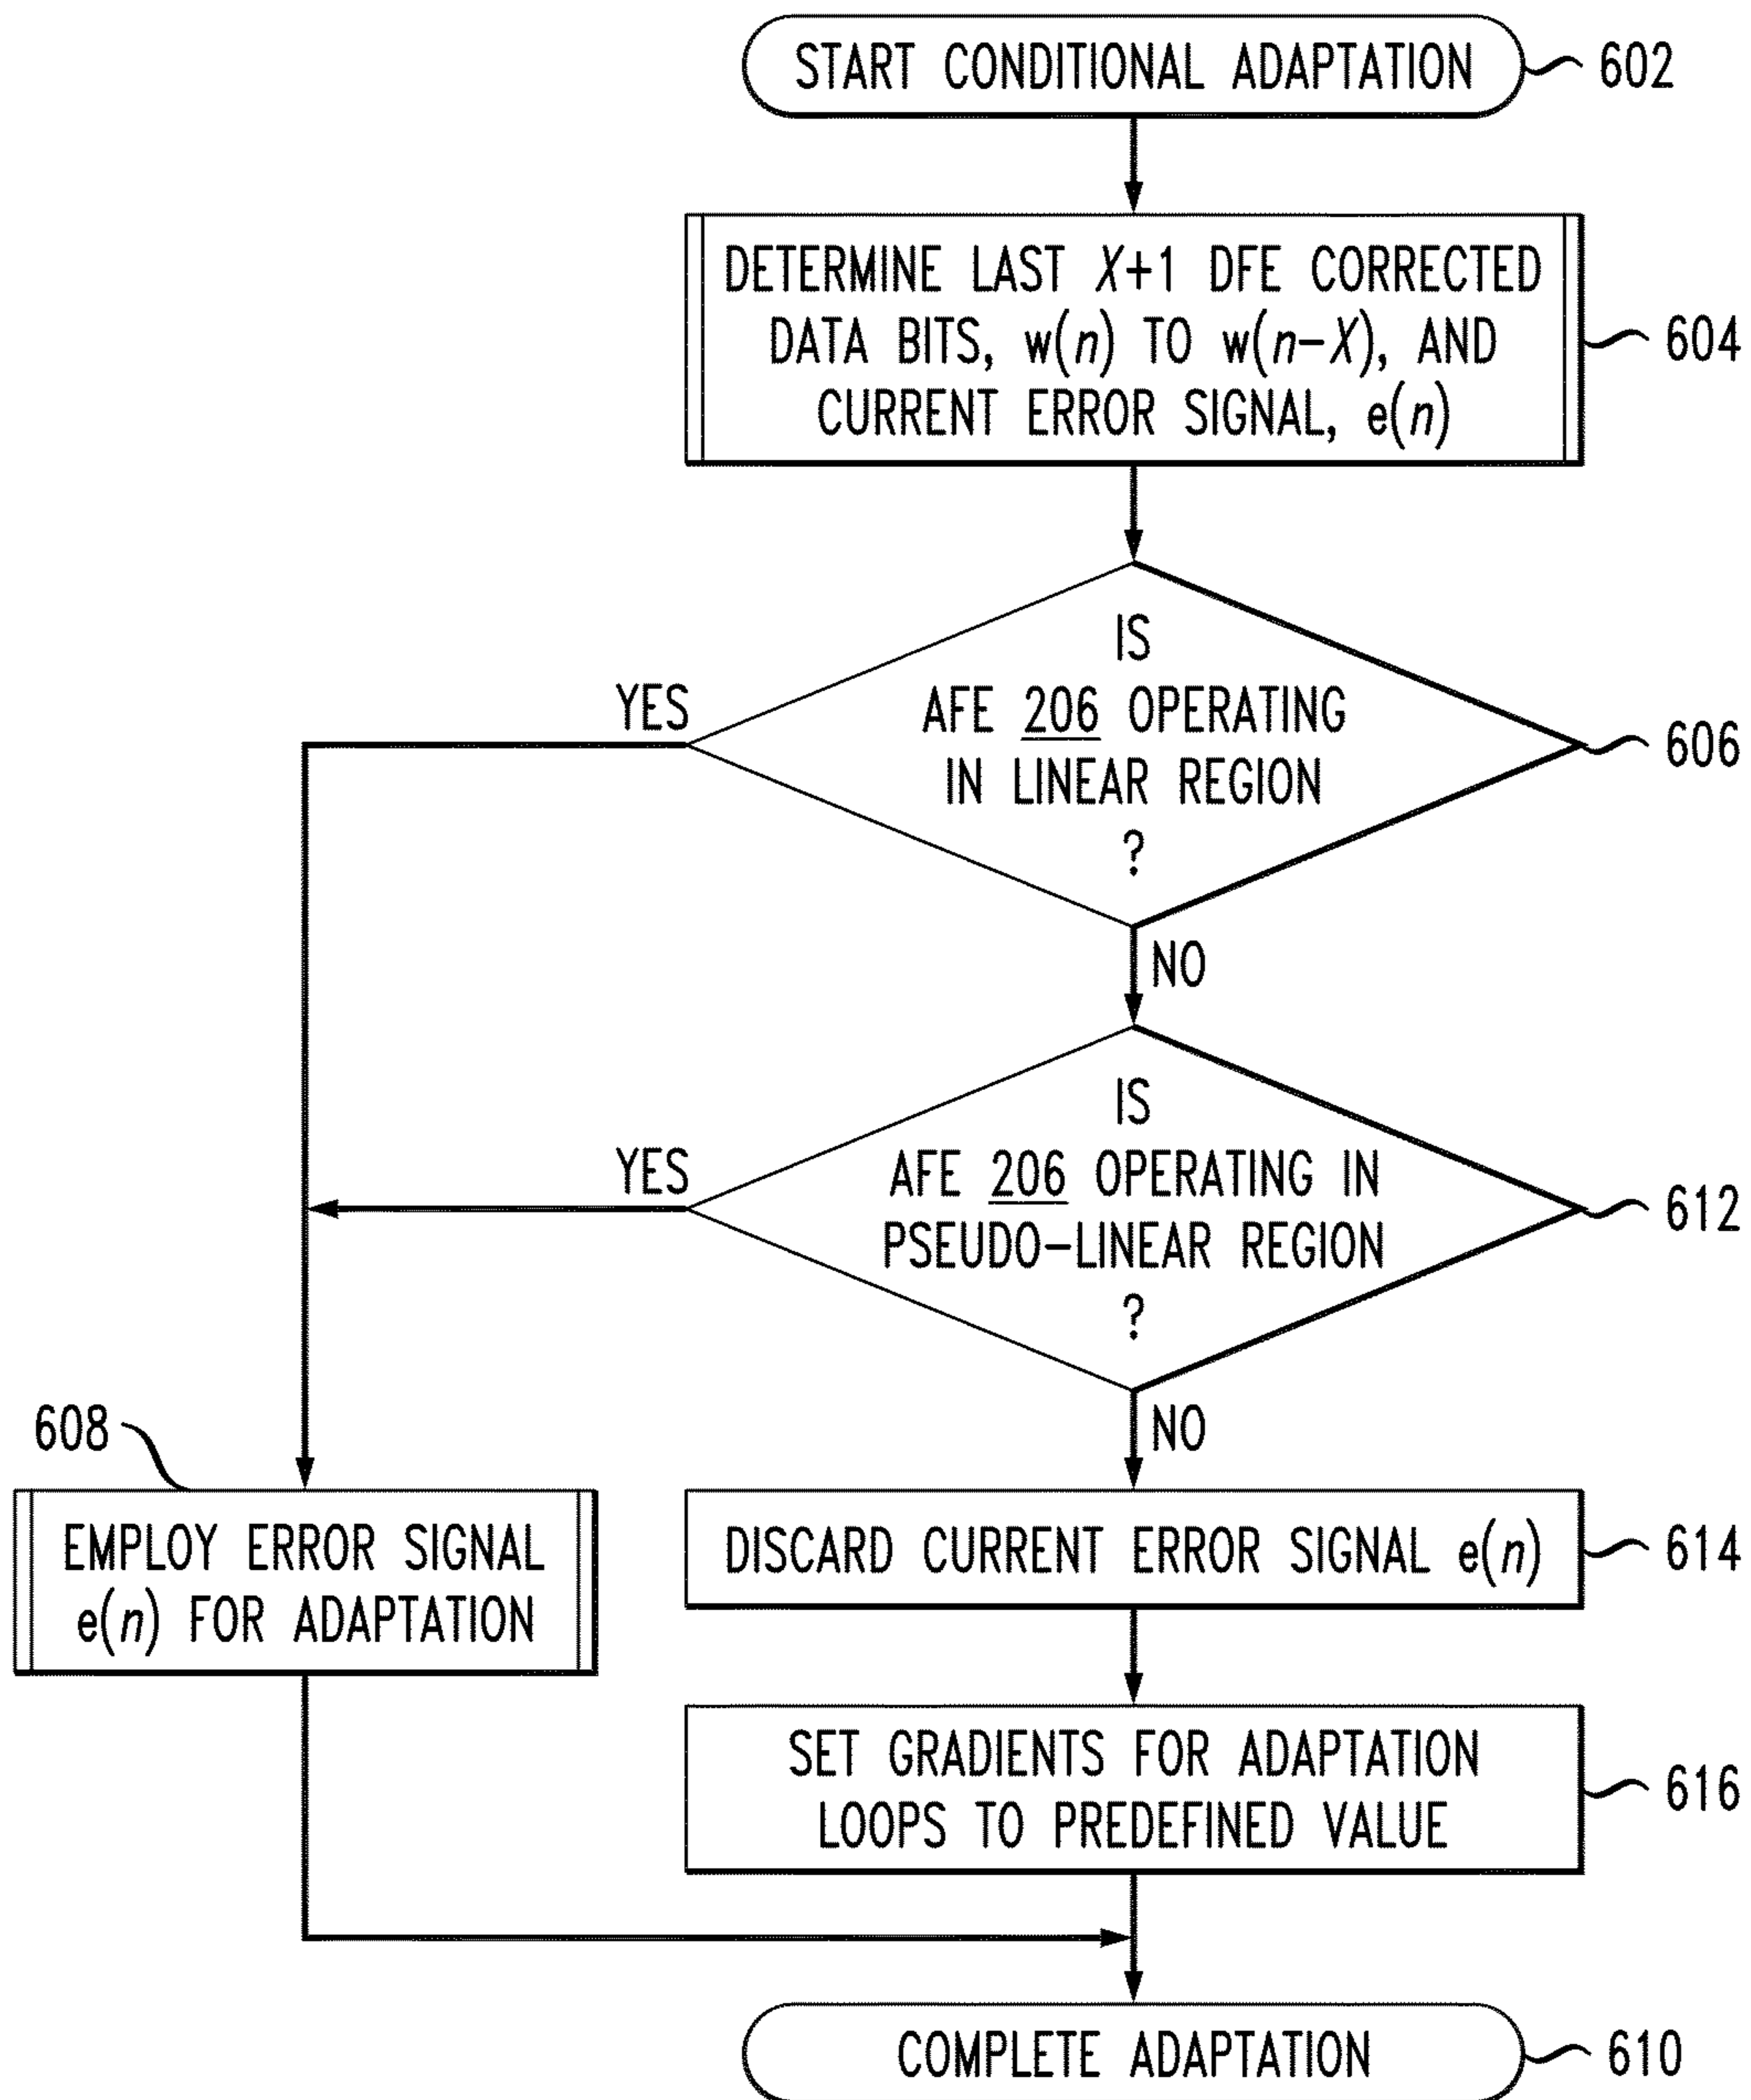 START CONDITIONAL ADAPTATION
602
DETERMINE LAST X+1 DFE CORRECTED
DATA BITS, w(n) TO w(n-X), AND
CURRENT ERROR SIGNAL, e(n)
604
IS
AFE 206 OPERATING
IN LINEAR REGION
?
606
YES
NO
IS
AFE 206 OPERATING IN
PSEUDO-LINEAR REGION
?
612
YES
NO
608
EMPLOY ERROR SIGNAL
e(n) FOR ADAPTATION
DISCARD CURRENT ERROR SIGNAL e(n)
614
SET GRADIENTS FOR ADAPTATION
LOOPS TO PREDEFINED VALUE
616
COMPLETE ADAPTATION
610